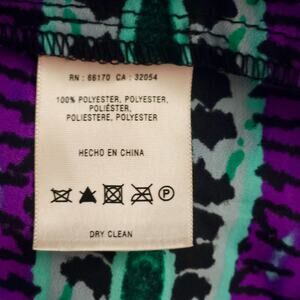 RN : 66170 CA : 32054
100% POLYESTER, POLYESTER,
POLIÉSTER,
POLIESTERE, POLYESTER
HECHO EN CHINA
P
DRY CLEAN